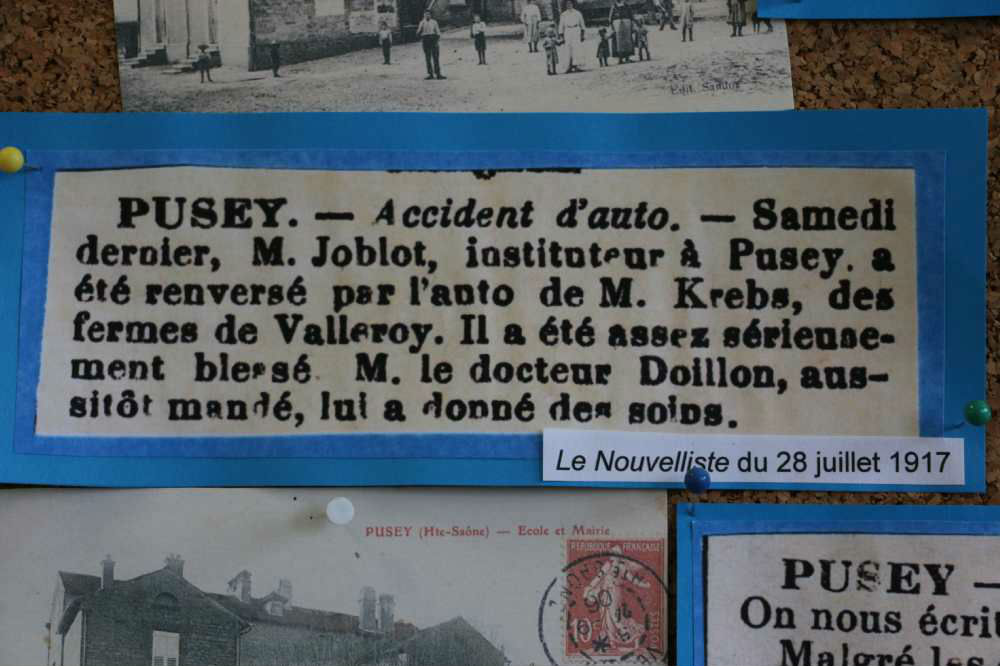 Edit. Sandoz
PUSEY. — Accident d'auto. — Samedi
dernier, M. Joblot, instituteur à Pusey, a
été renversé par l'auto de M. Krebs, des
fermes de Valleroy. Il a été assez sérieuse-
ment blessé. M. le docteur Doillon, aus-
sitôt mandé, lui a donné des soins.
Le Nouvelliste du 28 juillet 1917
PUSEY (Hte-Saône) — Ecole et Mairie
REPUBLIQUE FRANÇAISE
10
POSTES
PUSEY —
On nous écrit
Malgré les